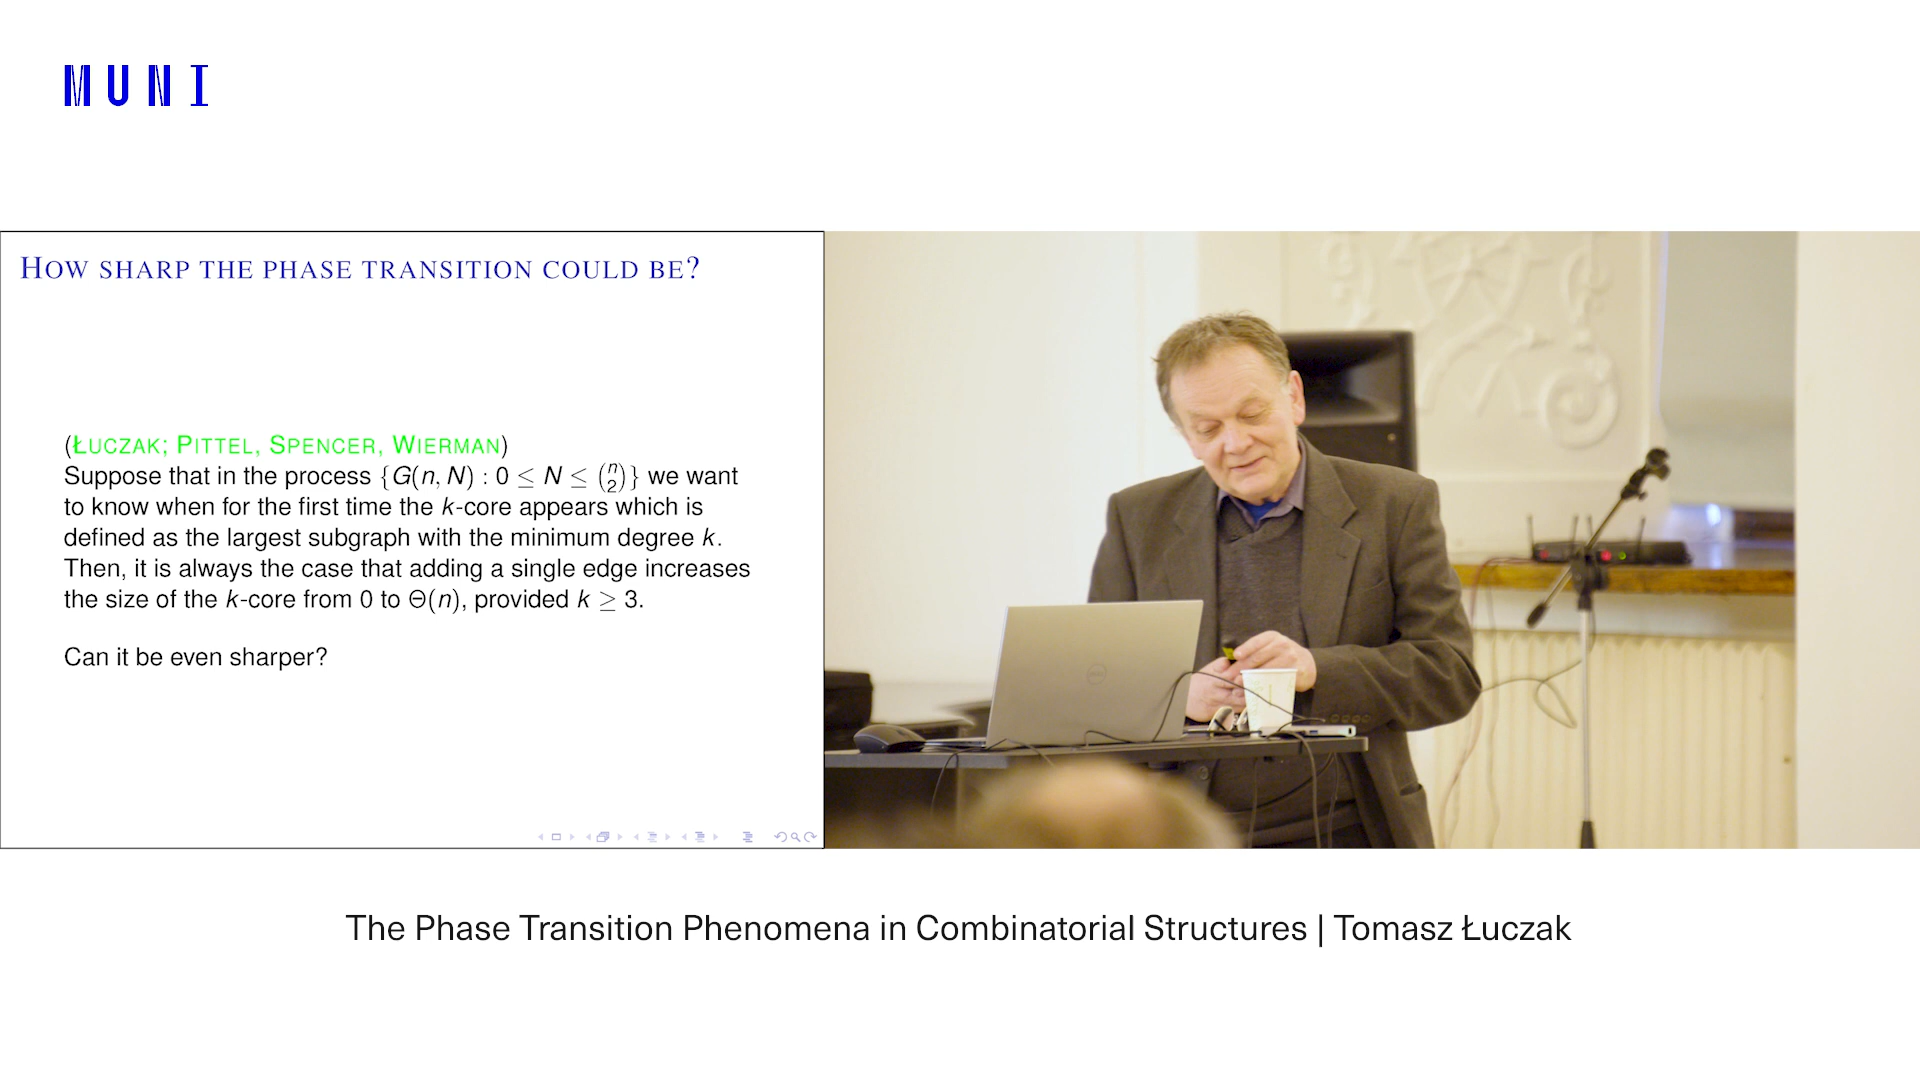 MUNI
HOW SHARP THE PHASE TRANSITION COULD BE?
(ŁUCZAK; PITTEL, SPENCER, WIERMAN)
Suppose that in the process {G(n, N) : 0 ≤ N ≤ (n 2)} we want
to know when for the first time the k-core appears which is
defined as the largest subgraph with the minimum degree k.
Then, it is always the case that adding a single edge increases
the size of the k-core from 0 to Θ(n), provided k ≥ 3.
Can it be even sharper?
The Phase Transition Phenomena in Combinatorial Structures | Tomasz Łuczak